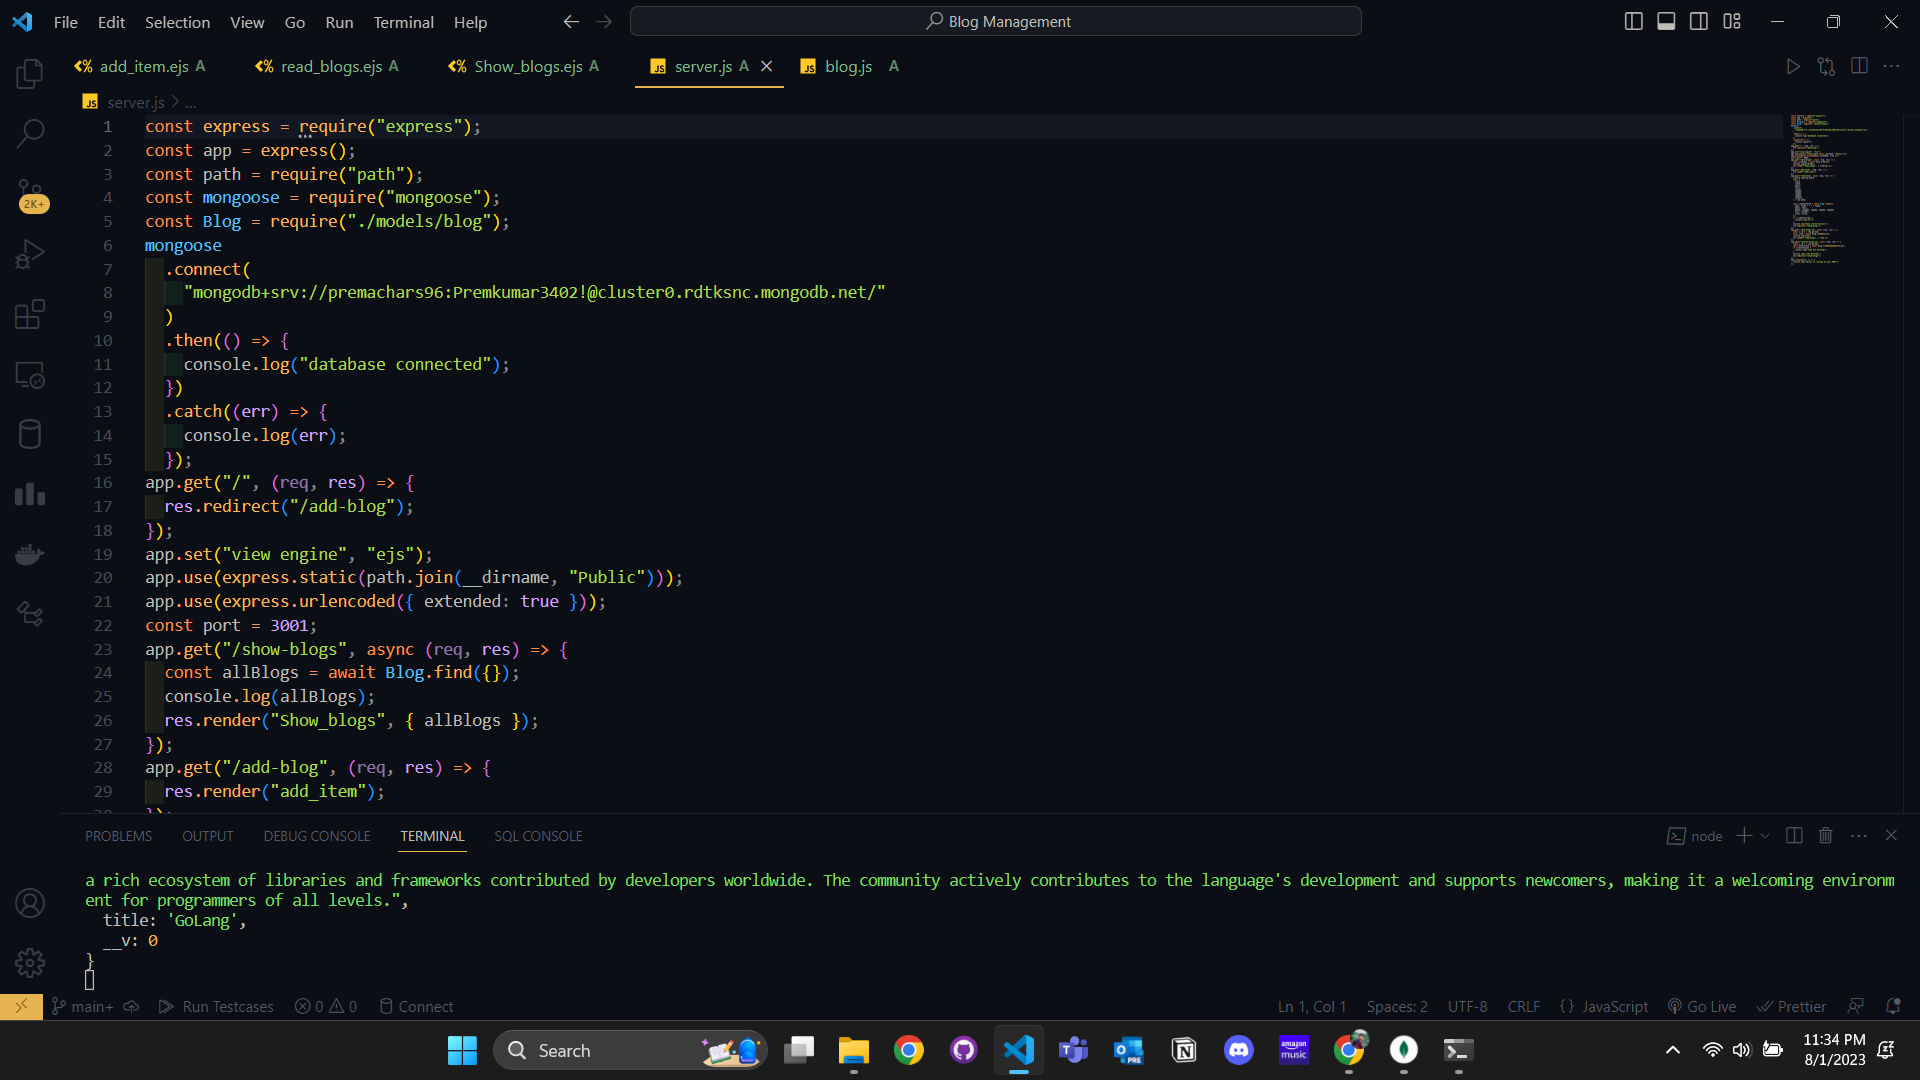 File Edit Selection View Go Run Terminal Help
Blog Management
add_item.ejs A
read_blogs.ejs A
Show_blogs.ejs A
JS server.js A
JS blog.js A
JS server.js > ...
2K+
1 const express = require("express");
2 const app = express();
3 const path = require("path");
4 const mongoose = require("mongoose");
5 const Blog = require("./models/blog");
6 mongoose
7   .connect(
8     "mongodb+srv://premachars96:Premkumar3402!@cluster0.rdtksnc.mongodb.net/"
9   )
10   .then(() => {
11     console.log("database connected");
12   })
13   .catch((err) => {
14     console.log(err);
15   });
16 app.get("/", (req, res) => {
17   res.redirect("/add-blog");
18 });
19 app.set("view engine", "ejs");
20 app.use(express.static(path.join(__dirname, "Public")));
21 app.use(express.urlencoded({ extended: true }));
22 const port = 3001;
23 app.get("/show-blogs", async (req, res) => {
24   const allBlogs = await Blog.find({});
25   console.log(allBlogs);
26   res.render("Show_blogs", { allBlogs });
27 });
28 app.get("/add-blog", (req, res) => {
29   res.render("add_item");
PROBLEMS OUTPUT DEBUG CONSOLE TERMINAL SQL CONSOLE
node
a rich ecosystem of libraries and frameworks contributed by developers worldwide. The community actively contributes to the language's development and supports newcomers, making it a welcoming environm
ent for programmers of all levels.",
  title: 'GoLang',
  __v: 0
}
main+ Run Testcases 0 0 Connect
Ln 1, Col 1 Spaces: 2 UTF-8 CRLF {} JavaScript Go Live Prettier
Search
amazon music
PRE
11:34 PM
8/1/2023